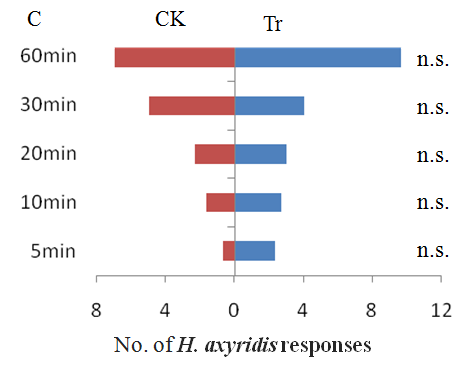 C CK Tr
60min n.s.
30min n.s.
20min n.s.
10min n.s.
5min n.s.
8 4 0 4 8 12
No. of H. axyridis responses